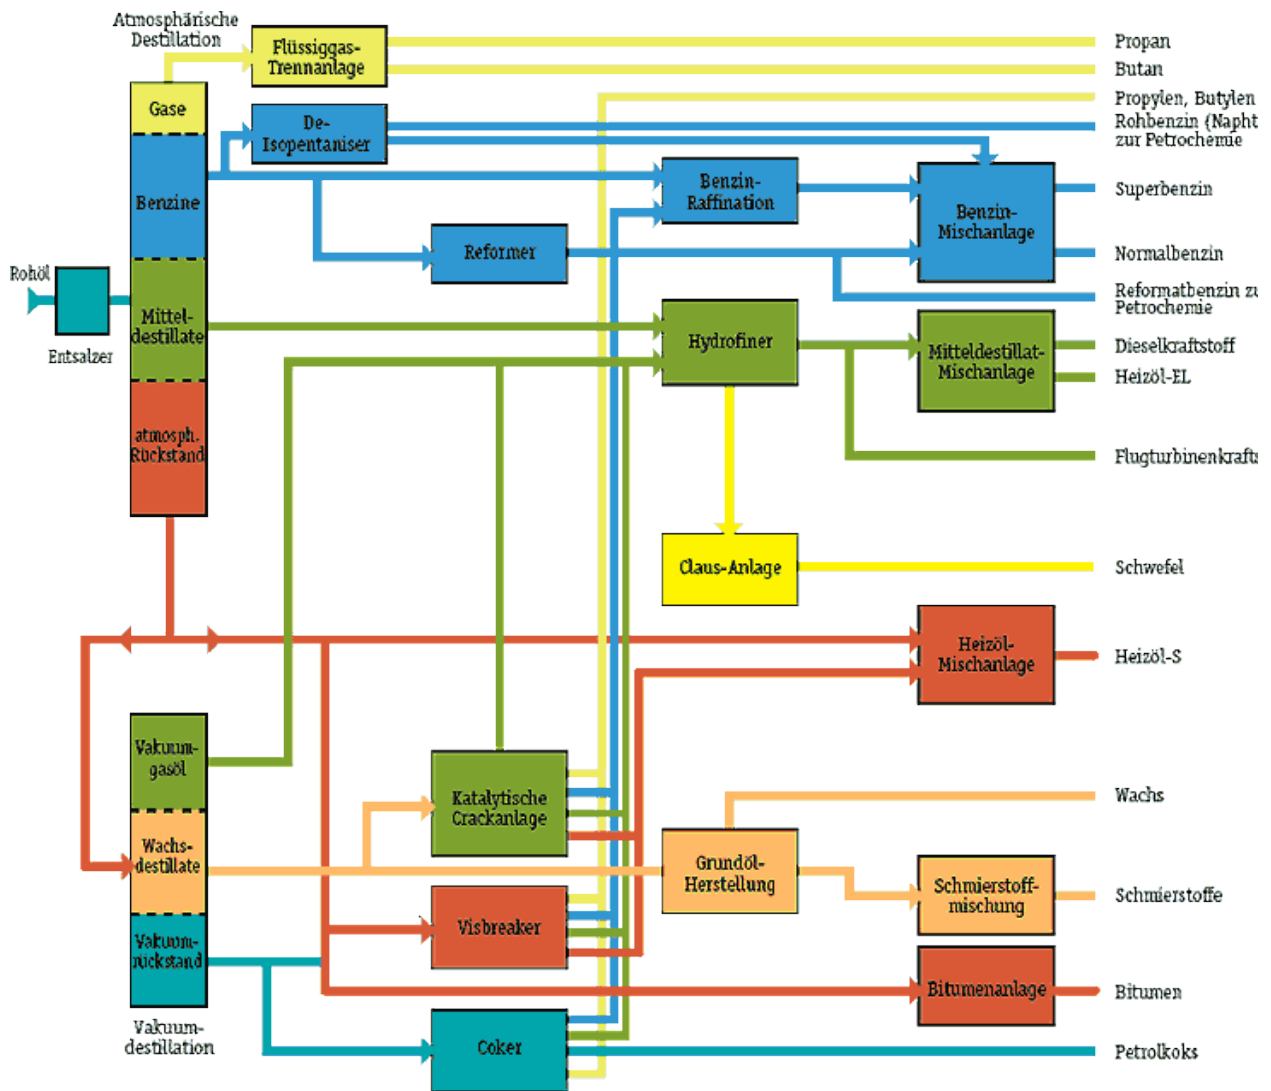 Atmosphärische
Destillation
Flüssiggas-
Trennanlage
Propan
Butan
Gase
Propylen, Butylen
De-
Isopentaniser
Rohbenzin (Napht
zur Petrochemie
Benzine
Benzin-
Raffination
Benzin-
Mischanlage
Superbenzin
Reformer
Normalbenzin
Rohöl
Entsalzer
Reformatbenzin zu
Petrochemie
Mittel-
destillate
Hydrofiner
Mitteldestillat-
Mischanlage
Dieselkraftstoff
Heizöl-EL
atmosph.
Rückstand
Flugturbinenkrafts
Claus-Anlage
Schwefel
Heizöl-
Mischanlage
Heizöl-S
Vakuum-
gasöl
Katalytische
Crackanlage
Wachs
Wachs-
destillate
Grundöl-
Herstellung
Schmierstoff-
mischung
Schmierstoffe
Visbreaker
Vakuum-
rückstand
Bitumenanlage
Bitumen
Vakuum-
destillation
Coker
Petrolkoks